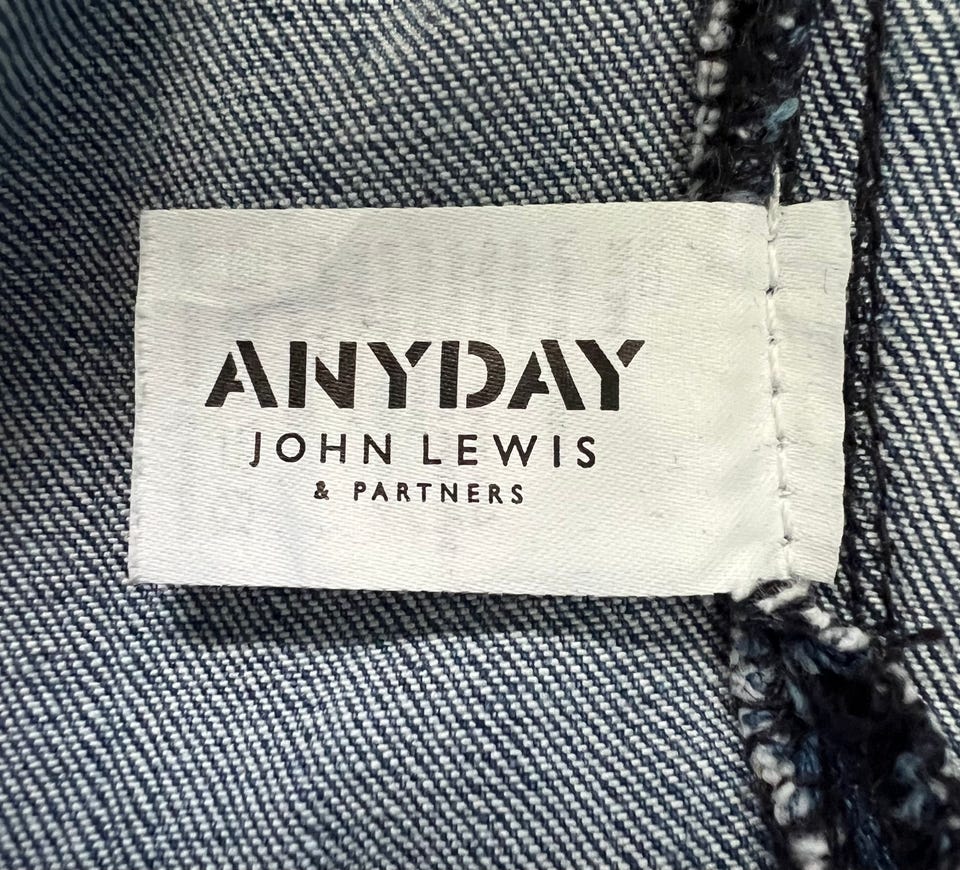 ANYDAY
JOHN LEWIS
& PARTNERS